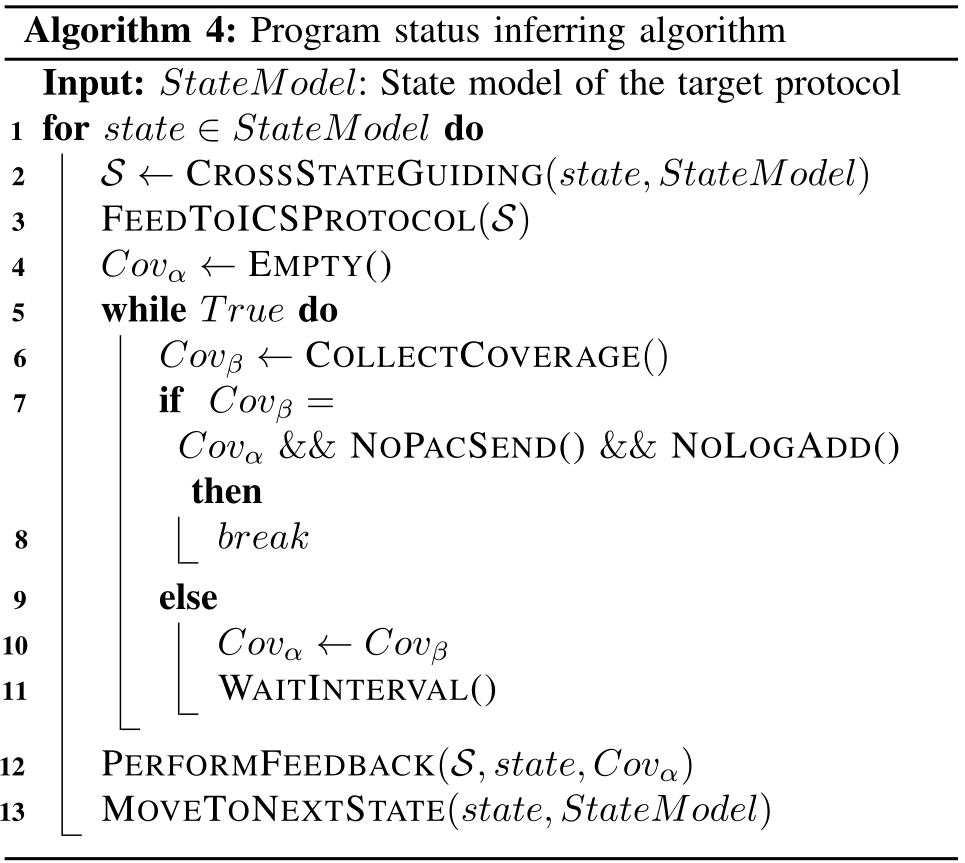 Algorithm 4: Program status inferring algorithm
Input: StateModel: State model of the target protocol
1 for state ∈ StateModel do
2 𝒮 ← CROSSSTATEGUIDING(state, StateModel)
3 FEEDTOICSPROTOCOL(𝒮)
4 Cov_α ← EMPTY()
5 while True do
6 Cov_β ← COLLECTCOVERAGE()
7 if Cov_β =
Cov_α && NOPACSEND() && NOLOGADD()
then
8 break
9 else
10 Cov_α ← Cov_β
11 WAITINTERVAL()
12 PERFORMFEEDBACK(𝒮, state, Cov_α)
13 MOVETONEXTSTATE(state, StateModel)